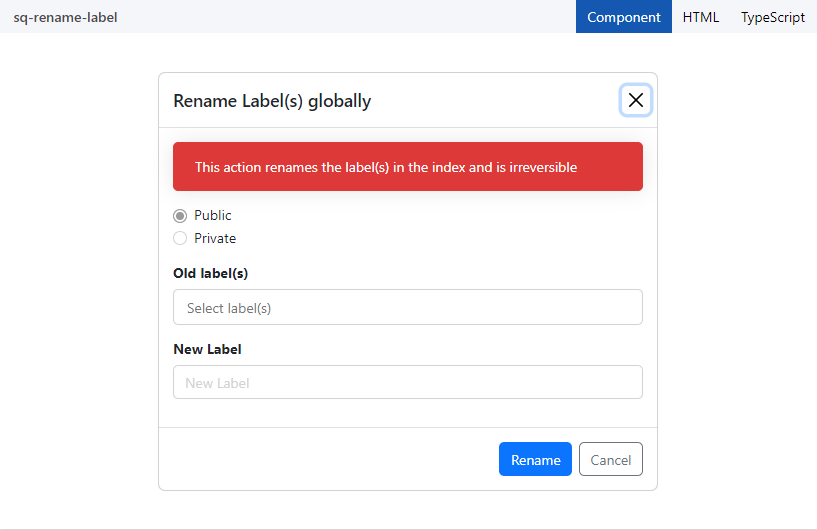 sq-rename-label
Component HTML TypeScript
Rename Label(s) globally
This action renames the label(s) in the index and is irreversible
Public
Private
Old label(s)
Select label(s)
New Label
New Label
Rename Cancel